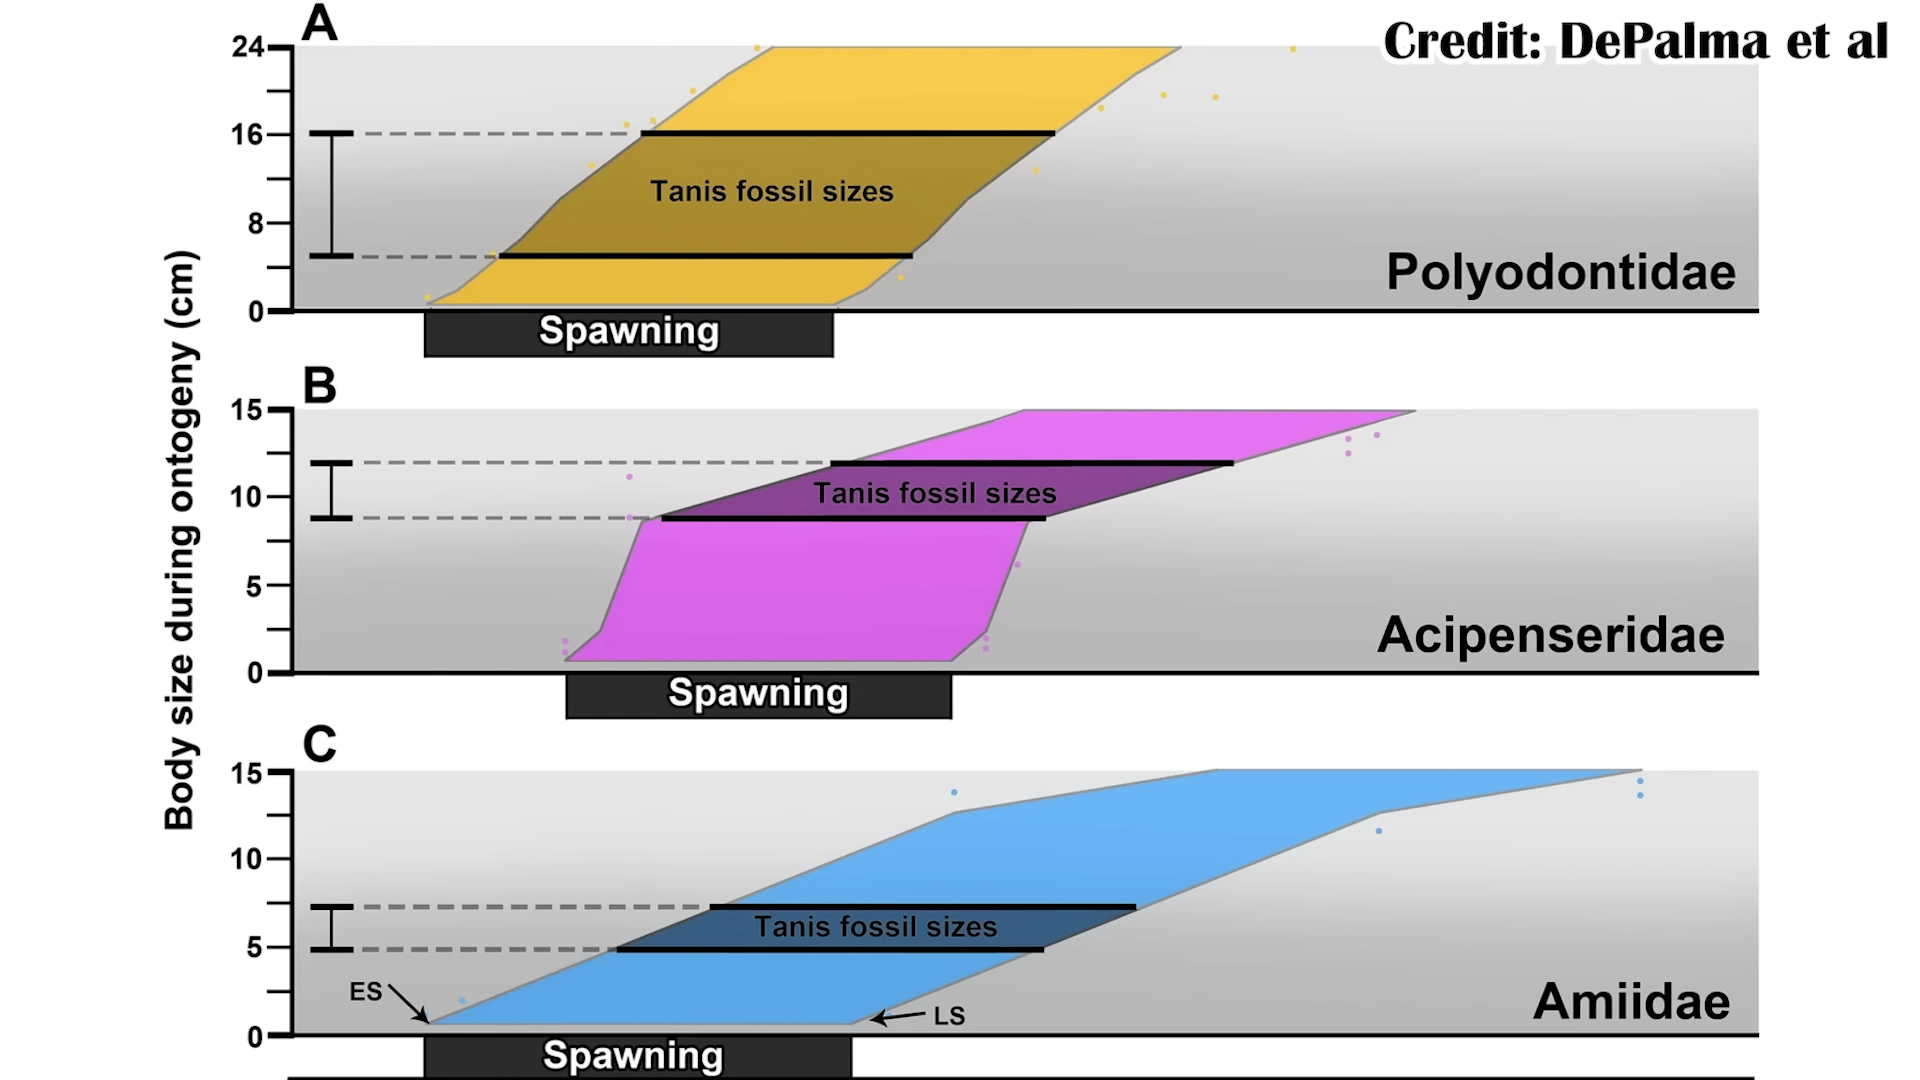 A
Credit: DePalma et al
24
16
8
0
Tanis fossil sizes
Polyodontidae
Spawning
Body size during ontogeny (cm)
B
15
10
5
0
Tanis fossil sizes
Acipenseridae
Spawning
C
15
10
5
0
Tanis fossil sizes
ES
LS
Amiidae
Spawning